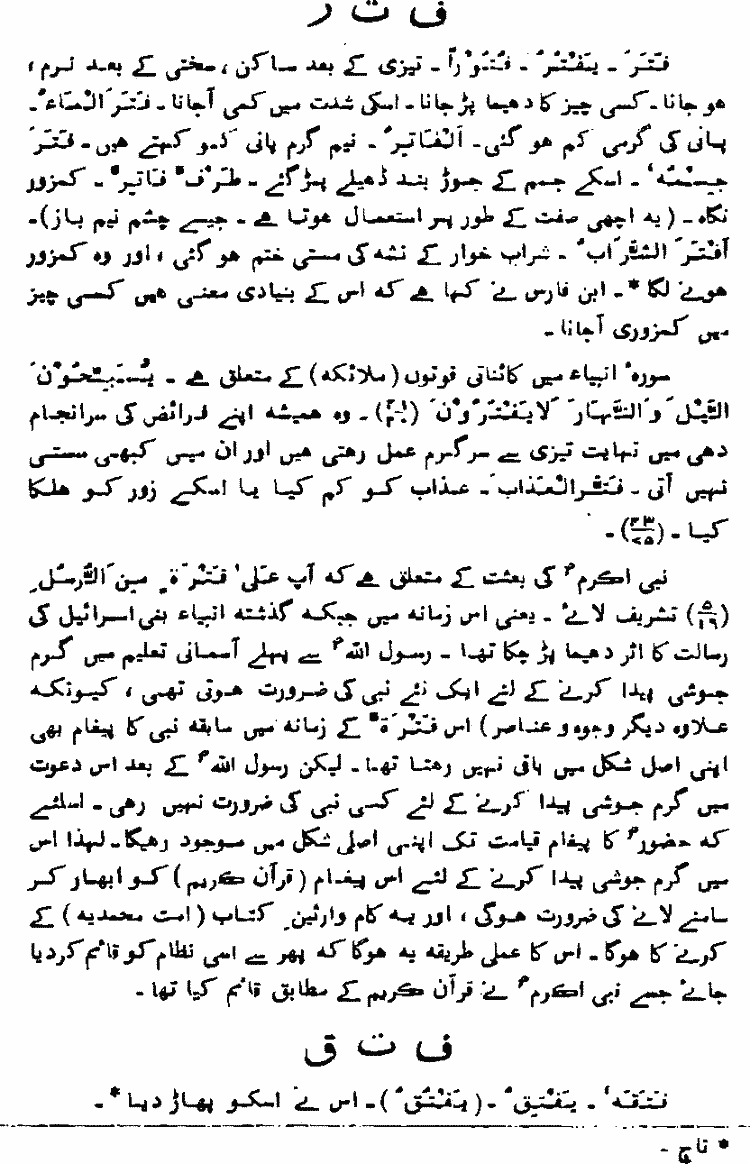 ف ت ر
فَتَرَ ۔ یَفْتُرُ ۔ فُتُوْراً ۔ تیزی کے بعد ساکن ، سختی کے بعد نرم ،
ہو جانا ۔ کسی چیز کا دھیما پڑ جانا ۔ اسکی شدت میں کمی آجانا ۔ فَتَرَ الْمَاءُ ۔
پانی کی گرمی کم ہو گئی ۔ اَلْفَاتِرُ ۔ نیم گرم پانی کو کہتے ہیں ۔ فَتَرَ
جِسْمُہٗ ۔ اسکے جسم کے جوڑ بند ڈھیلے پڑ گئے ۔ طَرْفٌ فَاتِرٌ ۔ کمزور
نگاہ ۔ (یہ اچھی صفت کے طور پر استعمال ہوتا ہے ۔ جیسے چشم نیم باز) ۔
اَفْتَرَ الشَّرَابُ ۔ شراب خوار کے نشہ کی مستی ختم ہو گئی ، اور وہ کمزور
ہونے لگا * ۔ ابن فارس نے کہا ہے کہ اس کے بنیادی معنی ہیں کسی چیز
میں کمزوری آجانا ۔
سورہٴ انبیاء میں کائناتی قوتوں (ملائکہ) کے متعلق ہے ۔ یُسَبِّحُوْنَ
الَّیْلَ وَ النَّہَارَ لَا یَفْتُرُوْنَ (۲۱/۲۰) ۔ وہ ہمیشہ اپنے فرائض کی سرانجام
دہی میں نہایت تیزی سے سرگرم عمل رہتی ہیں اور ان میں کبھی سستی
نہیں آتی ۔ فَتَّرَ الْعَذَابَ ۔ عذاب کو کم کیا یا اسکے زور کو ہلکا
کیا ۔ (۴۳/۷۵) ۔
نبی اکرمؐ کی بعثت کے متعلق ہے کہ آپ عَلٰی فَتْرَۃٍ مِنَ الرُّسُلِ
(۵/۱۹) تشریف لائے ۔ یعنی اس زمانہ میں جبکہ گذشتہ انبیاء بنی اسرائیل کی
رسالت کا اثر دھیما پڑ چکا تھا ۔ رسول اللہؐ سے پہلے آسمانی تعلیم میں گرم
جوشی پیدا کرنے کے لئے ایک نئے نبی کی ضرورت ہوتی تھی ، کیونکہ
علاوہ دیگر وجوہ و عناصر) اس فَتْرَۃٌ کے زمانہ میں سابقہ نبی کا پیغام بھی
اپنی اصل شکل میں باقی نہیں رہتا تھا ۔ لیکن رسول اللہؐ کے بعد اس دعوت
میں گرم جوشی پیدا کرنے کے لئے کسی نبی کی ضرورت نہیں رہی ۔ اسلئے
کہ حضورؐ کا پیغام قیامت تک اپنی اصلی شکل میں موجود رہیگا ۔ لہذا اس
میں گرم جوشی پیدا کرنے کے لئے اس پیغام (قرآن کریم) کو ابھار کر
سامنے لانے کی ضرورت ہوگی ، اور یہ کام وارثینِ کتاب (امت محمدیہ) کے
کرنے کا ہوگا ۔ اس کا عملی طریقہ یہ ہوگا کہ پھر سے اسی نظام کو قائم کردیا
جائے جسے نبی اکرمؐ نے قرآن کریم کے مطابق قائم کیا تھا ۔
ف ت ق
فَتَقَہٗ ۔ یَفْتِقُ ۔ (یَفْتُقُ) ۔ اس نے اسکو پھاڑ دیا * ۔
* تاج ۔